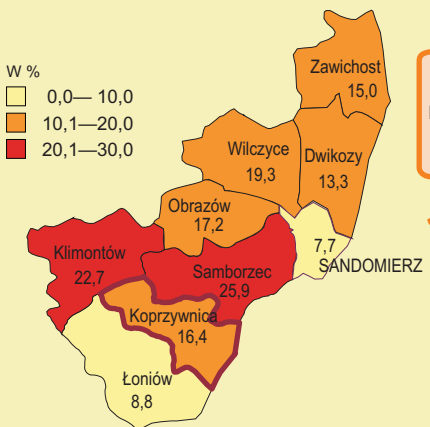 W %
0,0— 10,0
10,1—20,0
20,1—30,0
Zawichost
15,0
Wilczyce
19,3
Dwikozy
13,3
Obrazów
17,2
7,7
SANDOMIERZ
Klimontów
22,7
Samborzec
25,9
Koprzywnica
16,4
Łoniów
8,8